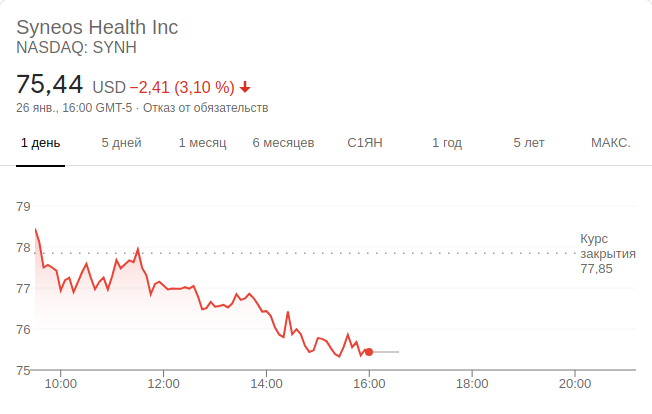 Syneos Health Inc
NASDAQ: SYNH
75,44 USD −2,41 (3,10 %)
26 янв., 16:00 GMT-5 · Отказ от обязательств
1 день 5 дней 1 месяц 6 месяцев С1ЯН 1 год 5 лет МАКС.
79
78
77
76
75
Курс
закрытия
77,85
10:00 12:00 14:00 16:00 18:00 20:00